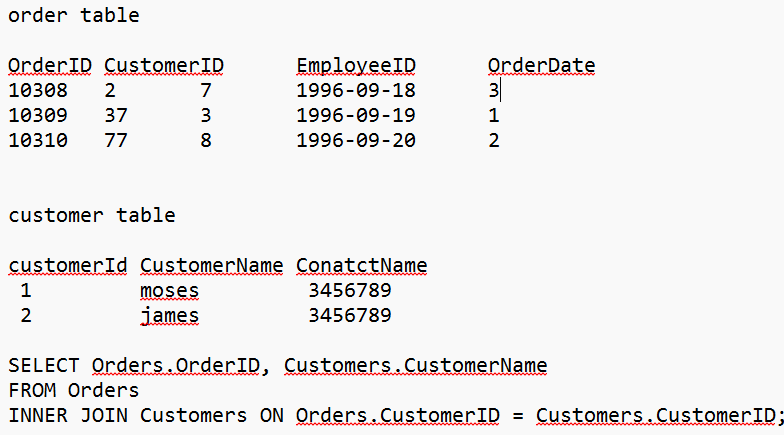 order table
OrderID CustomerID EmployeeID OrderDate
10308 2 7 1996-09-18 3
10309 37 3 1996-09-19 1
10310 77 8 1996-09-20 2
customer table
customerId CustomerName ConatctName
1 moses 3456789
2 james 3456789
SELECT Orders.OrderID, Customers.CustomerName
FROM Orders
INNER JOIN Customers ON Orders.CustomerID = Customers.CustomerID;